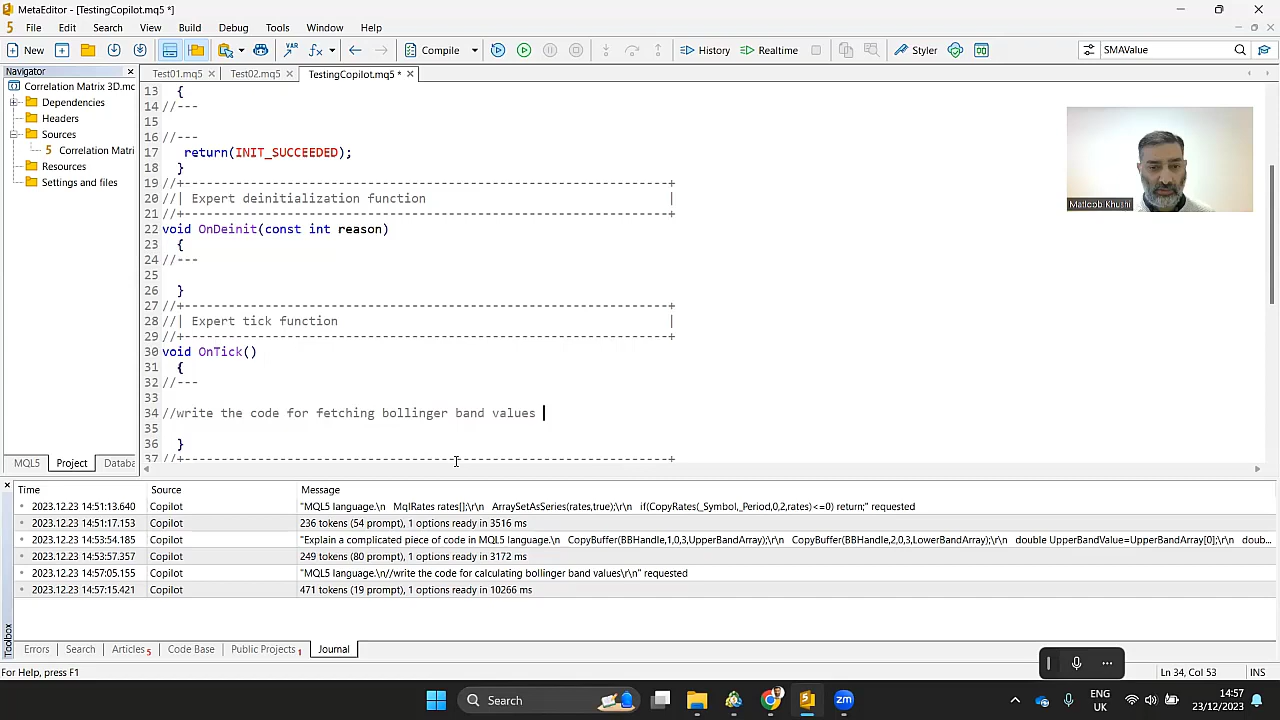 MetaEditor - [TestingCopilot.mq5 *]
5 File Edit Search View Build Debug Tools Window Help
New Compile History Realtime Styler SMAValue
Navigator
Test01.mq5 Test02.mq5 TestingCopilot.mq5 *
Correlation Matrix 3D.mc
Dependencies
Headers
Sources
5 Correlation Matri
Resources
Settings and files
MQL5 Project Databa
13 {
14 //---
15
16 //---
17 return(INIT_SUCCEEDED);
18 }
19 //+------------------------------------------------------------------+
20 //| Expert deinitialization function |
21 //+------------------------------------------------------------------+
22 void OnDeinit(const int reason)
23 {
24 //---
25
26 }
27 //+------------------------------------------------------------------+
28 //| Expert tick function |
29 //+------------------------------------------------------------------+
30 void OnTick()
31 {
32 //---
33
34 //write the code for fetching bollinger band values
35
36 }
37 //+------------------------------------------------------------------+
Matloob Khushi
Time Source Message
2023.12.23 14:51:13.640 Copilot "MQL5 language.\n MqlRates rates[];\r\n ArraySetAsSeries(rates,true);\r\n if(CopyRates(_Symbol,_Period,0,2,rates)<=0) return;" requested
2023.12.23 14:51:17.153 Copilot 236 tokens (54 prompt), 1 options ready in 3516 ms
2023.12.23 14:53:54.185 Copilot "Explain a complicated piece of code in MQL5 language.\n CopyBuffer(BBHandle,1,0,3,UpperBandArray);\r\n CopyBuffer(BBHandle,2,0,3,LowerBandArray);\r\n double UpperBandValue=UpperBandArray[0];\r\n doub...
2023.12.23 14:53:57.357 Copilot 249 tokens (80 prompt), 1 options ready in 3172 ms
2023.12.23 14:57:05.155 Copilot "MQL5 language.\n//write the code for calculating bollinger band values\r\n" requested
2023.12.23 14:57:15.421 Copilot 471 tokens (19 prompt), 1 options ready in 10266 ms
Toolbox
Errors Search Articles 5 Code Base Public Projects 1 Journal
For Help, press F1 Ln 34, Col 53 INS
Search
zm
ENG
UK
14:57
23/12/2023